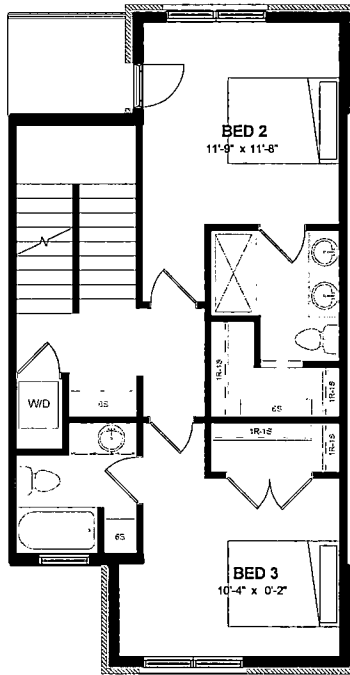 BED 2
11'-9" x 11'-8"
1R-1S
6S
1R-1S
W/D
6S
1R-1S
1R-1S
6S
BED 3
10'-4" x 0'-2"